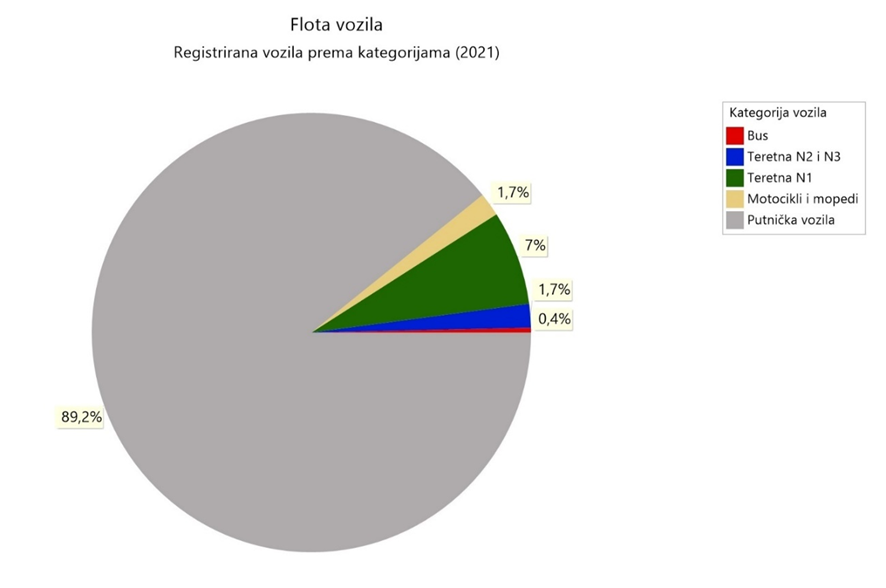 Flota vozila
Registrirana vozila prema kategorijama (2021)
Kategorija vozila
Bus
Teretna N2 i N3
Teretna N1
Motocikli i mopedi
Putnička vozila
1,7%
7%
1,7%
0,4%
89,2%